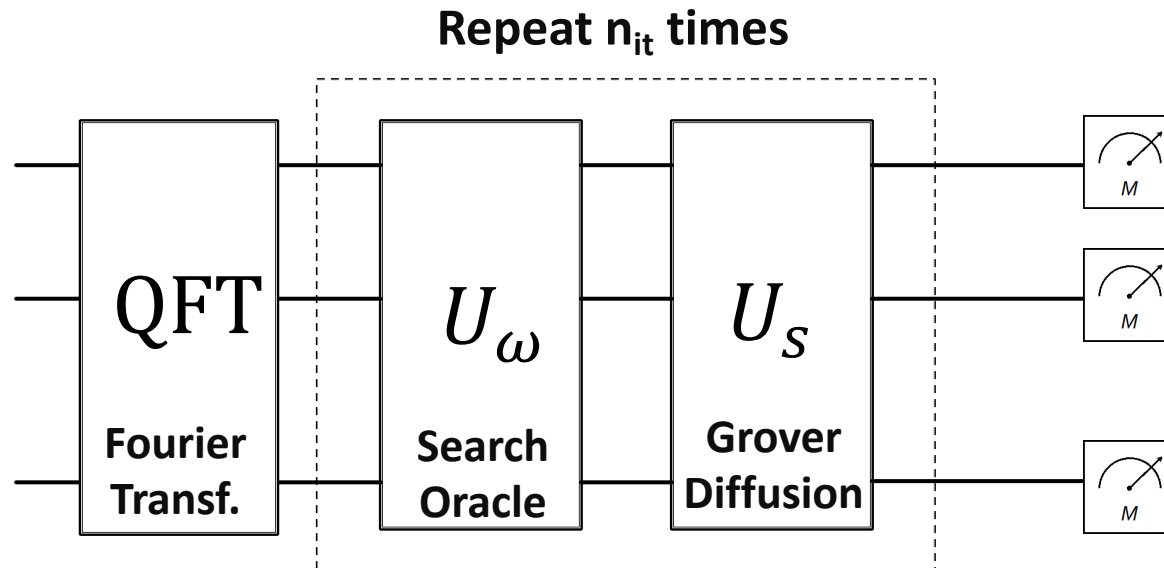 Repeat n_it times
QFT
Fourier
Transf.
U_ω
Search
Oracle
U_s
Grover
Diffusion
M
M
M